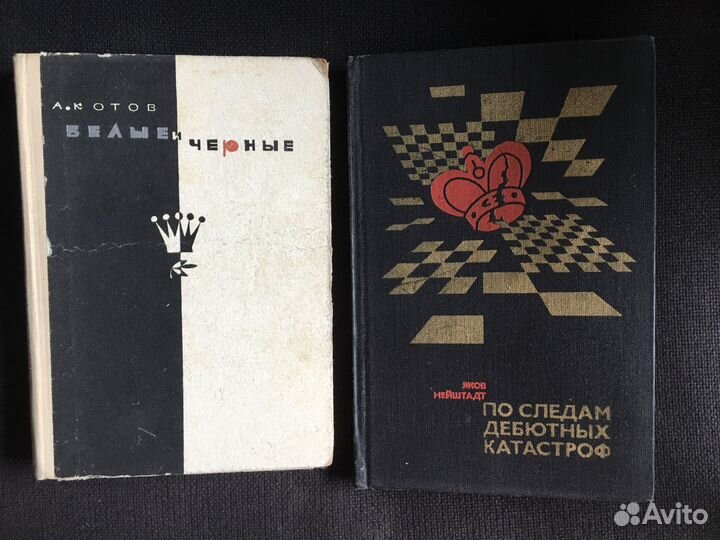 А. КОТОВ
БЕЛЫЕ И
ЧЕРНЫЕ
ЯКОВ
НЕЙШТАДТ
ПО СЛЕДАМ
ДЕБЮТНЫХ
КАТАСТРОФ
Avito